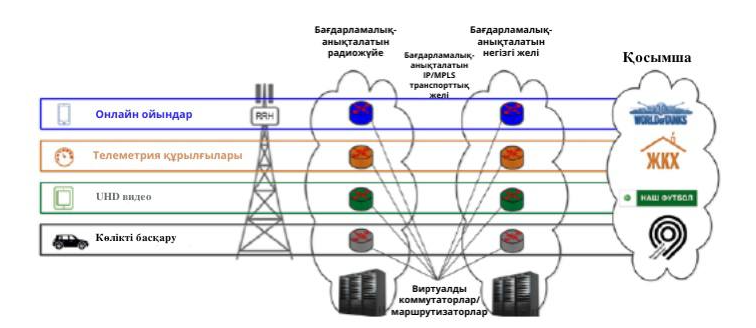 Бағдарламалық-
анықталатын
радиожүйе
Бағдарламалық-
анықталатын
IP/MPLS
транспорттық
желі
Бағдарламалық-
анықталатын
негізгі желі
Қосымша
Онлайн ойындар
RRH
WORLD OF TANKS
Телеметрия құрылғылары
ЖКХ
UHD видео
НАШ ФУТБОЛ
Көлікті басқару
Виртуалды
коммутаторлар/
маршрутизаторлар